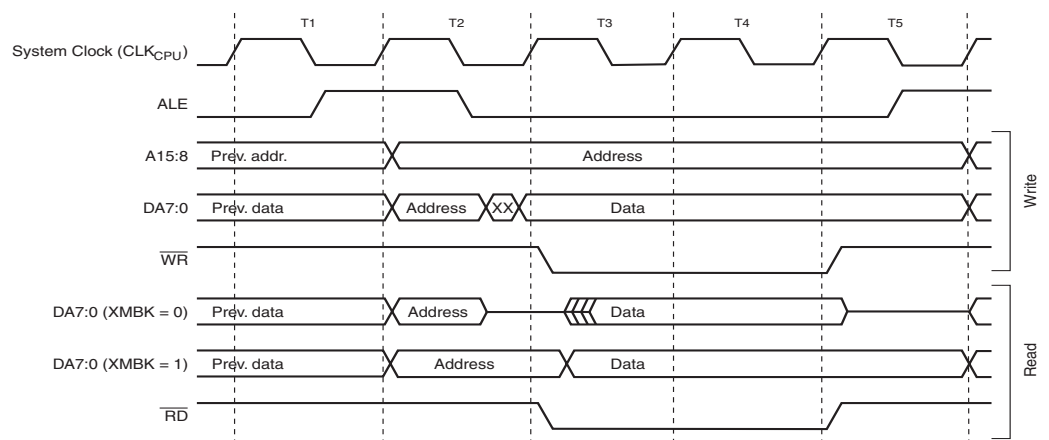 T1 T2 T3 T4 T5
System Clock (CLKCPU)
ALE
A15:8 Prev. addr. Address
DA7:0 Prev. data Address XX Data
WR
DA7:0 (XMBK = 0) Prev. data Address Data
DA7:0 (XMBK = 1) Prev. data Address Data
RD
Write
Read